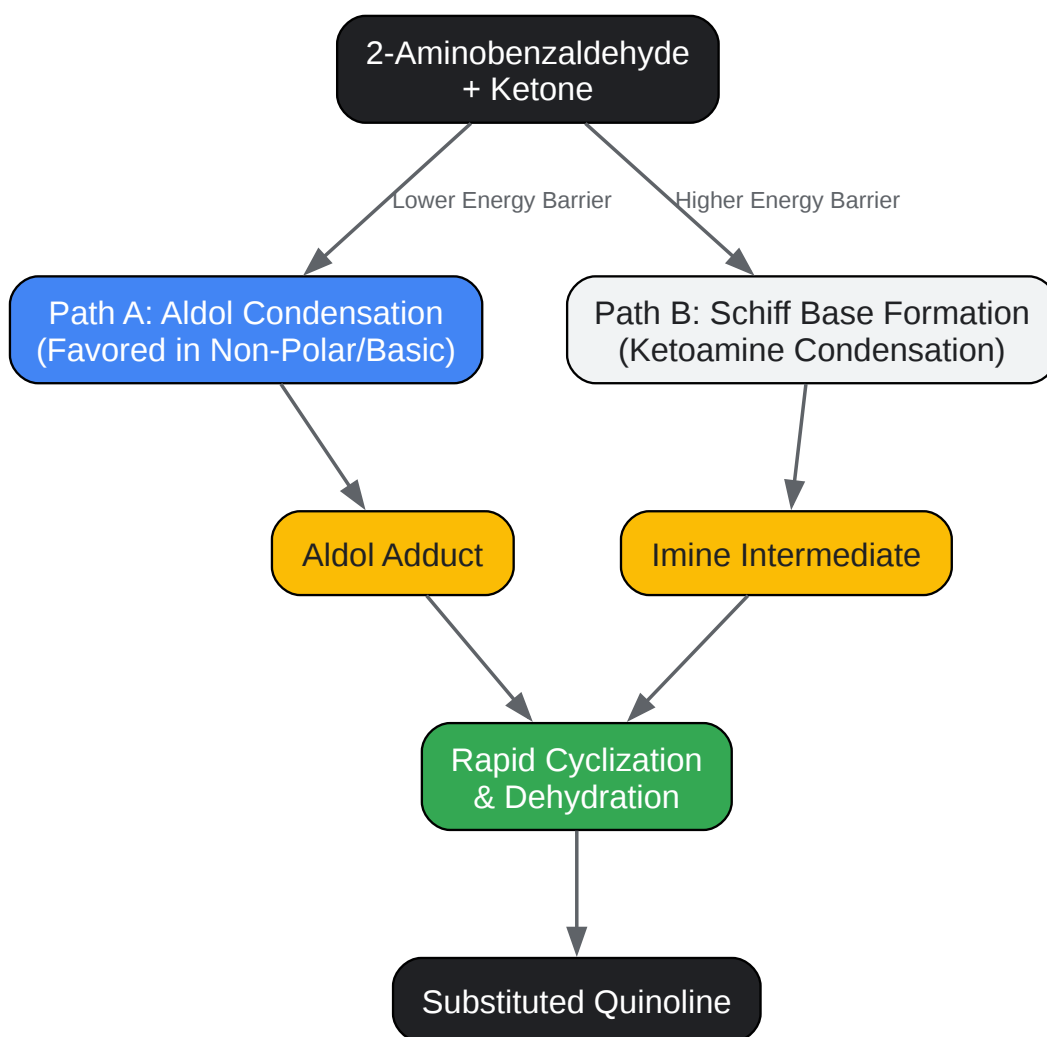 2-Aminobenzaldehyde
+ Ketone
Lower Energy Barrier
Higher Energy Barrier
Path A: Aldol Condensation
(Favored in Non-Polar/Basic)
Path B: Schiff Base Formation
(Ketoamine Condensation)
Aldol Adduct
Imine Intermediate
Rapid Cyclization
& Dehydration
Substituted Quinoline